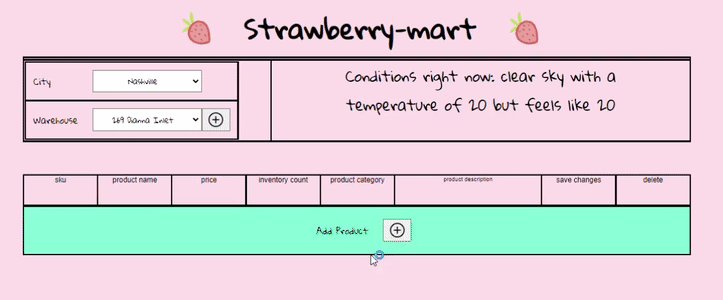 Strawberry-mart
City Nashville
Warehouse 269 Dianna Inlet
Conditions right now: clear sky with a
temperature of 20 but feels like 20
sku product name price inventory count product category product description save changes delete
Add Product